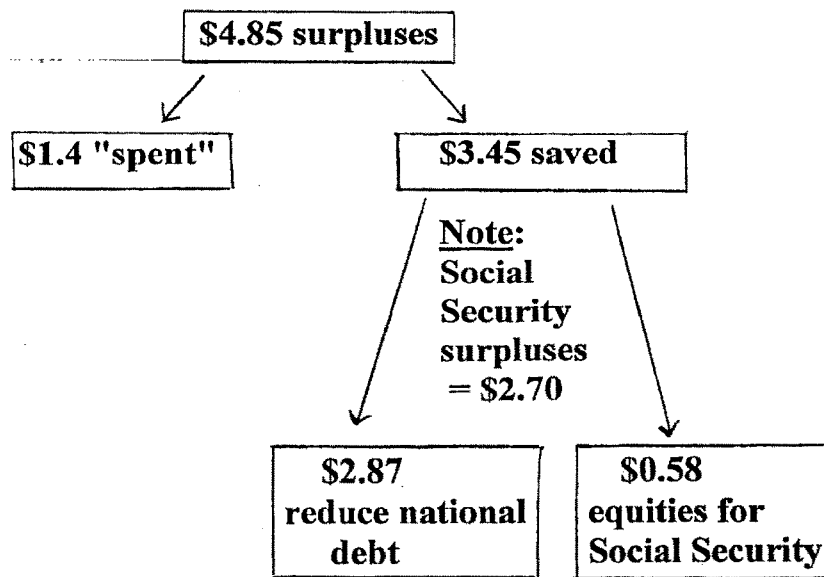 $4.85 surpluses
$1.4 "spent"
$3.45 saved
Note:
Social
Security
surpluses
= $2.70
$2.87
reduce national
debt
$0.58
equities for
Social Security